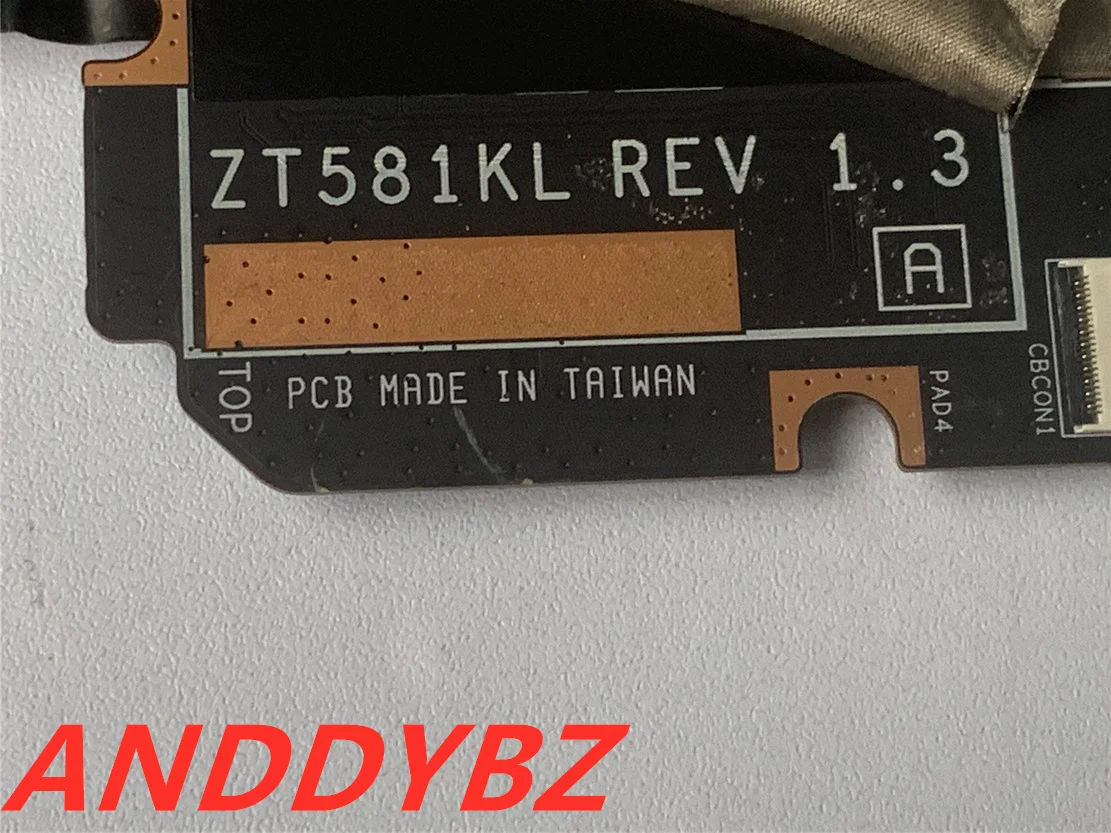 ZT581KL REV 1.3
A
TOP
PCB MADE IN TAIWAN
PAD4
CBCON1
ANDDYBZ